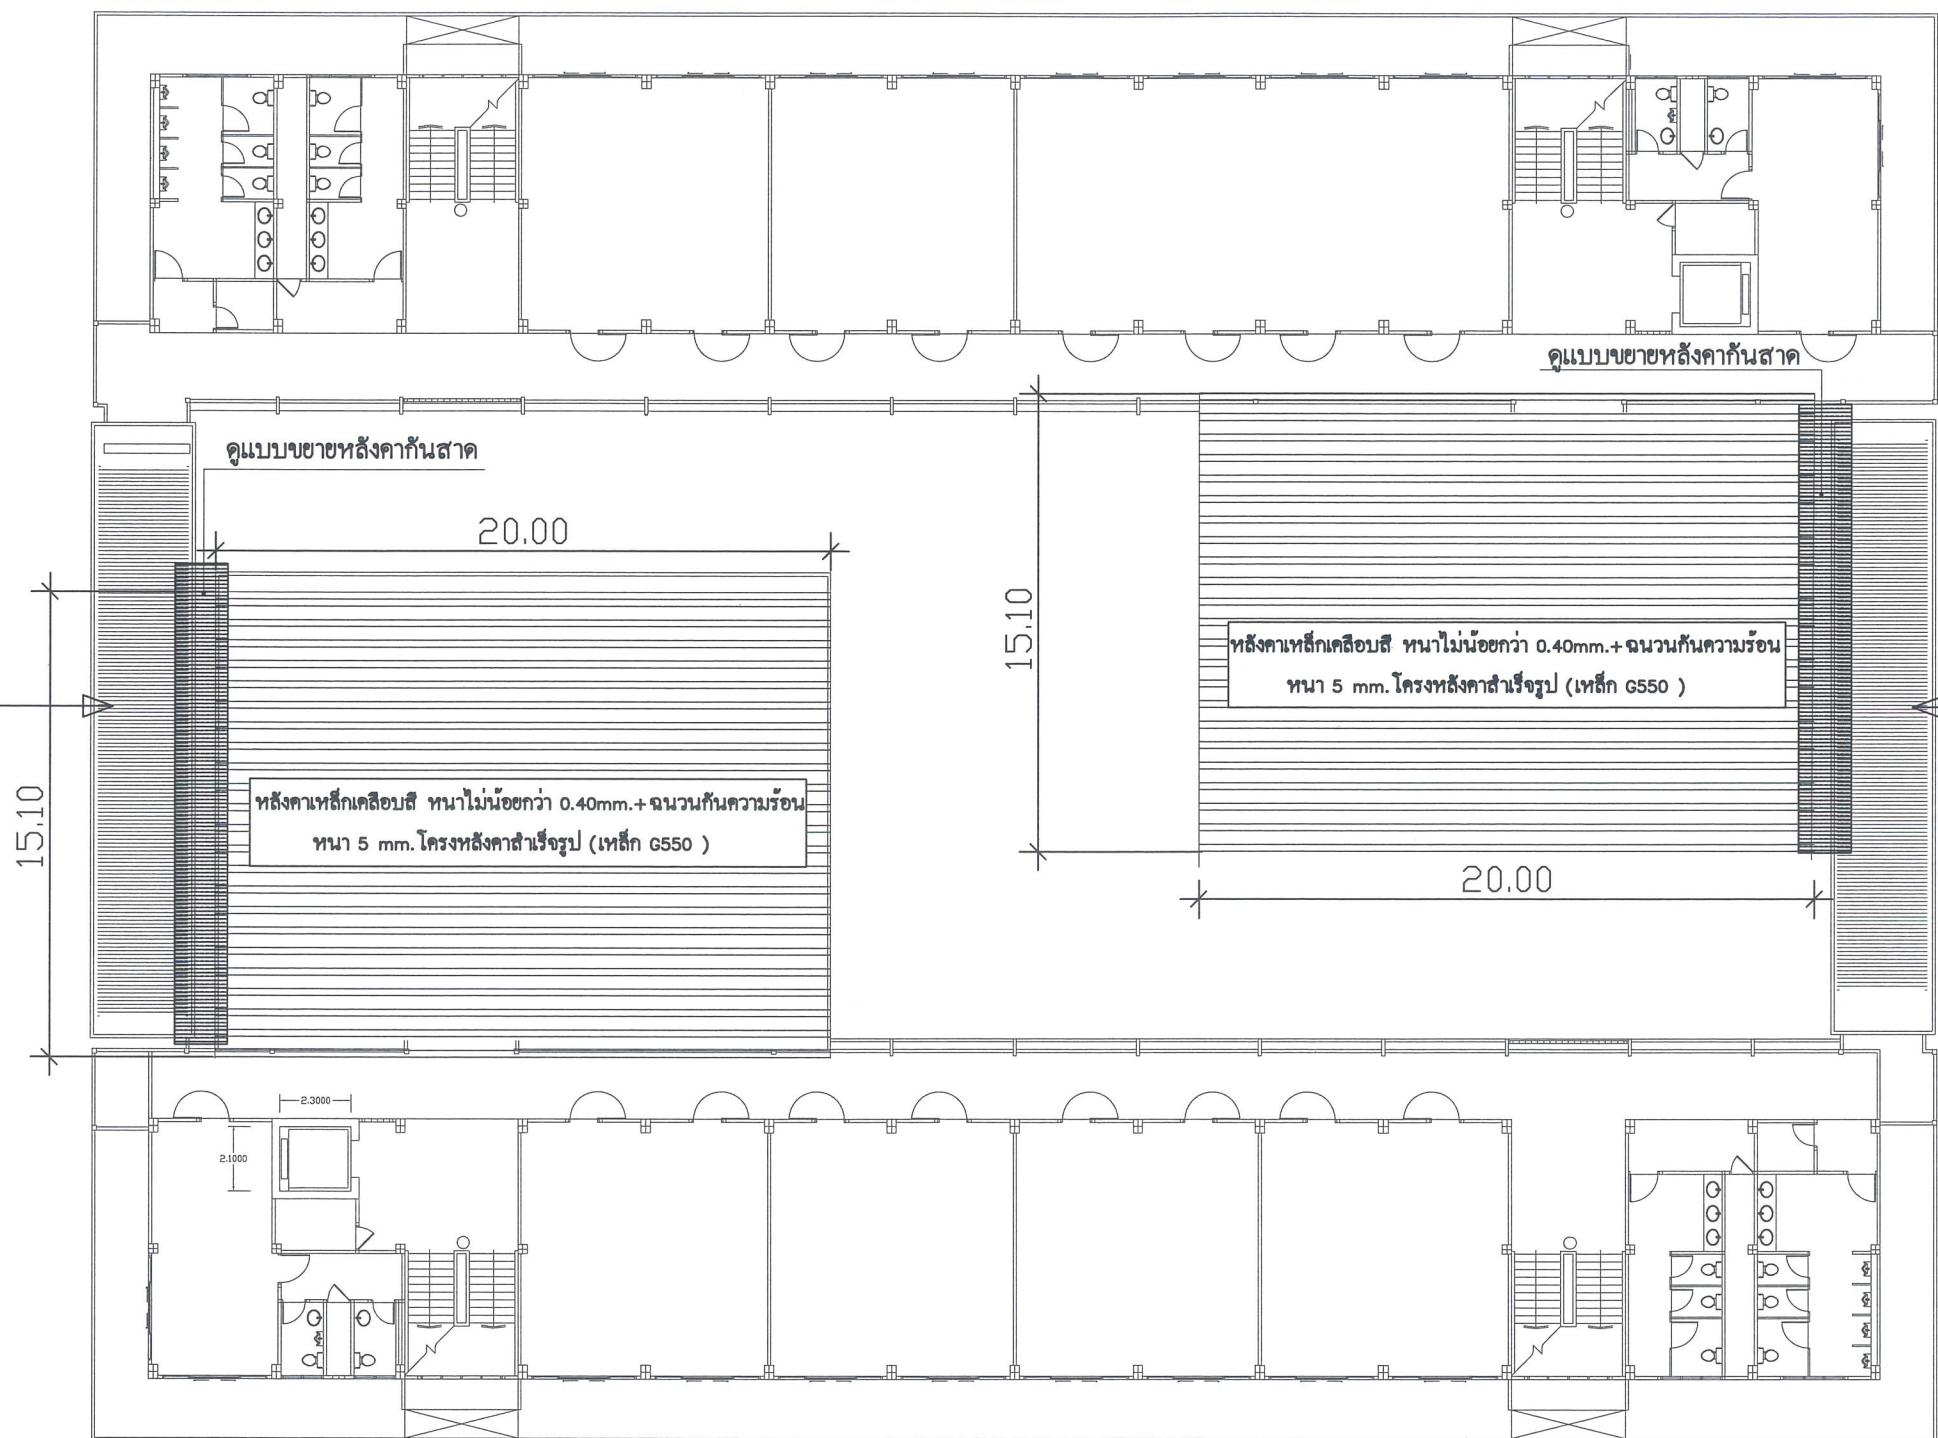 ดูแบบขยายหลังคากันสาด
ดูแบบขยายหลังคากันสาด
20.00
15.10
หลังคาเหล็กเคลือบสี หนาไม่น้อยกว่า 0.40mm.+ฉนวนกันความร้อน
หนา 5 mm.โครงหลังคาสำเร็จรูป (เหล็ก G550 )
15.10
หลังคาเหล็กเคลือบสี หนาไม่น้อยกว่า 0.40mm.+ฉนวนกันความร้อน
หนา 5 mm.โครงหลังคาสำเร็จรูป (เหล็ก G550 )
20.00
2.3000
2.1000